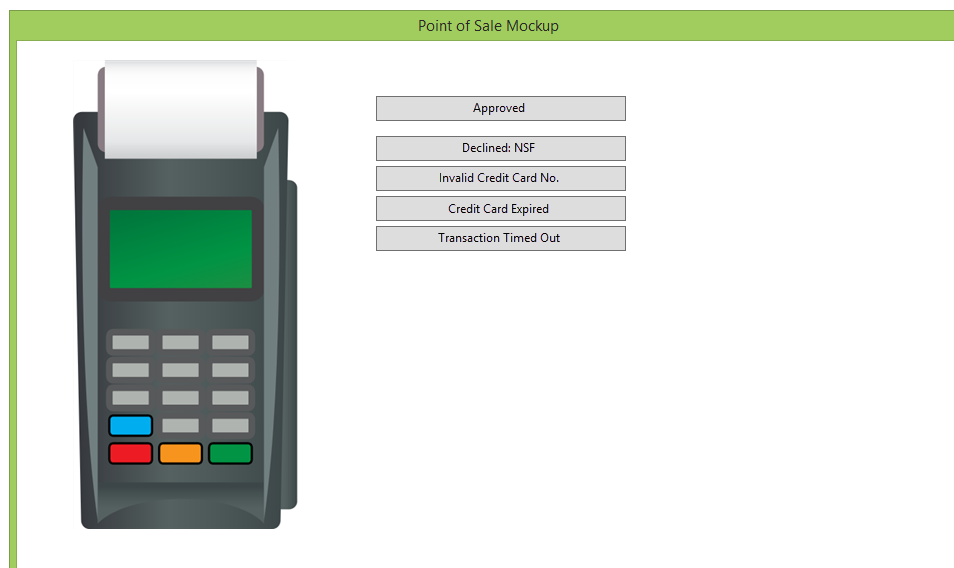 Point of Sale Mockup
Approved
Declined: NSF
Invalid Credit Card No.
Credit Card Expired
Transaction Timed Out